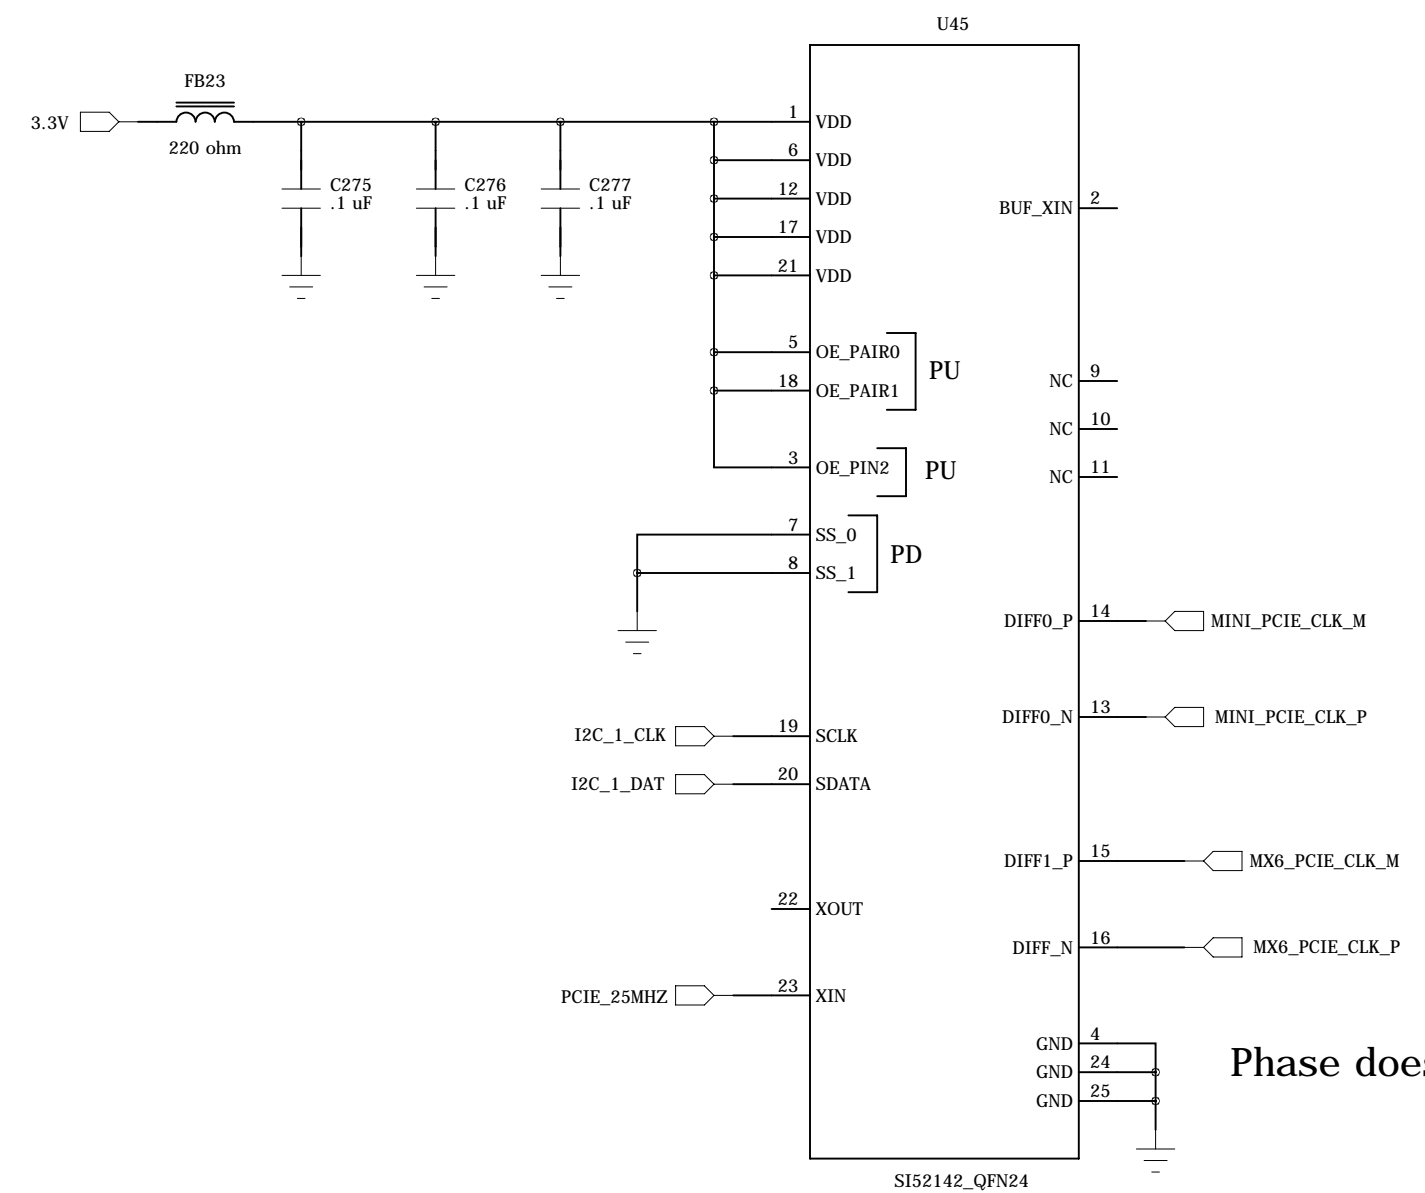 U45
FB23
3.3V
220 ohm
C275
.1 uF
C276
.1 uF
C277
.1 uF
1 VDD
6 VDD
12 VDD
17 VDD
21 VDD
BUF_XIN 2
5 OE_PAIR0
18 OE_PAIR1
PU
NC 9
NC 10
NC 11
3 OE_PIN2
PU
7 SS_0
8 SS_1
PD
DIFF0_P 14 MINI_PCIE_CLK_M
DIFF0_N 13 MINI_PCIE_CLK_P
I2C_1_CLK 19 SCLK
I2C_1_DAT 20 SDATA
DIFF1_P 15 MX6_PCIE_CLK_M
22 XOUT
DIFF_N 16 MX6_PCIE_CLK_P
PCIE_25MHZ 23 XIN
GND 4
GND 24
GND 25
Phase does
SI52142_QFN24